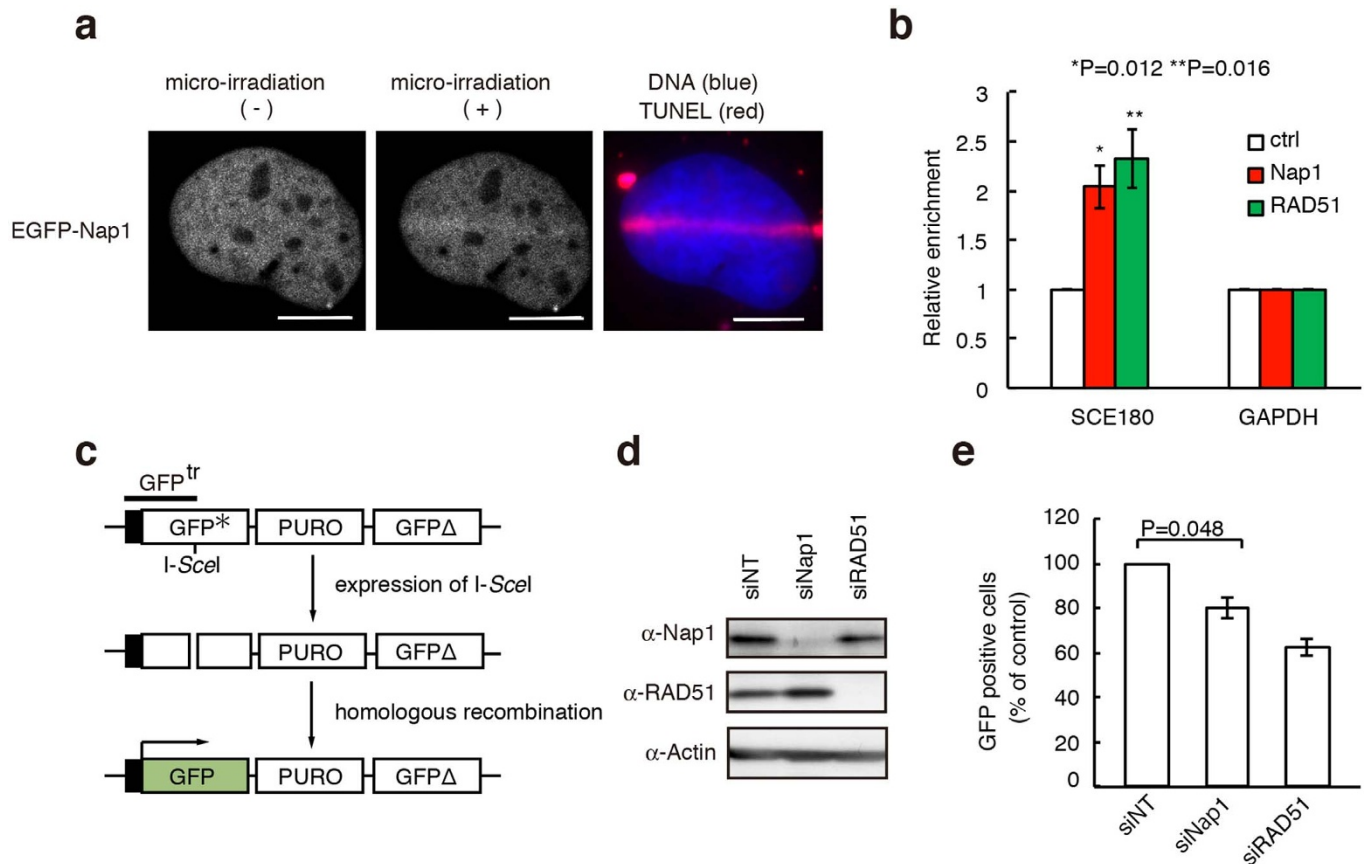 a
micro-irradiation
( - )
micro-irradiation
( + )
DNA (blue)
TUNEL (red)
EGFP-Nap1
b
*P=0.012 **P=0.016
Relative enrichment
3
2.5
2
1.5
1
0.5
0
*
**
ctrl
Nap1
RAD51
SCE180
GAPDH
c
GFPtr
GFP*
PURO
GFPΔ
I-SceI
expression of I-SceI
PURO
GFPΔ
homologous recombination
GFP
PURO
GFPΔ
d
siNT
siNap1
siRAD51
α-Nap1
α-RAD51
α-Actin
e
GFP positive cells
(% of control)
120
100
80
60
40
20
0
P=0.048
siNT
siNap1
siRAD51